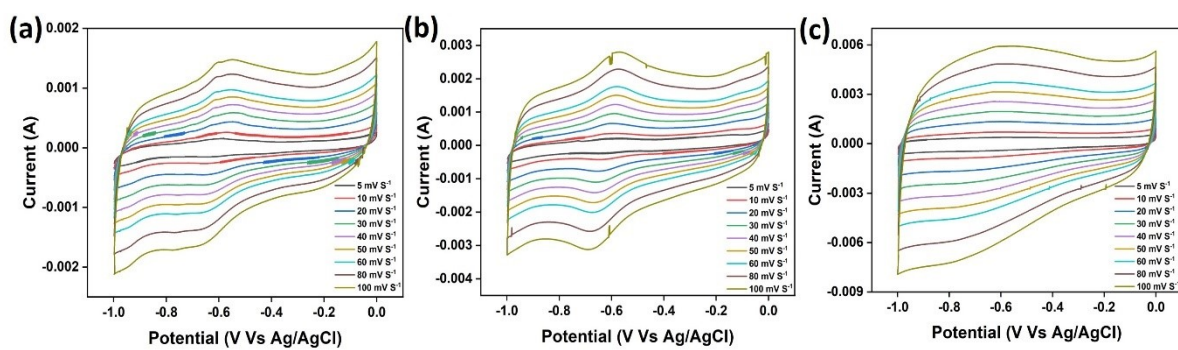 (a)
Current (A)
0.002
0.001
0.000
-0.001
-0.002
5 mV S-1
10 mV S-1
20 mV S-1
30 mV S-1
40 mV S-1
50 mV S-1
60 mV S-1
80 mV S-1
100 mV S-1
-1.0 -0.8 -0.6 -0.4 -0.2 0.0
Potential (V Vs Ag/AgCl)
(b)
Current (A)
0.003
0.002
0.001
0.000
-0.001
-0.002
-0.003
-0.004
5 mV S-1
10 mV S-1
20 mV S-1
30 mV S-1
40 mV S-1
50 mV S-1
60 mV S-1
80 mV S-1
100 mV S-1
-1.0 -0.8 -0.6 -0.4 -0.2 0.0
Potential (V Vs Ag/AgCl)
(c)
Current (A)
0.006
0.003
0.000
-0.003
-0.006
-0.009
5 mV S-1
10 mV S-1
20 mV S-1
30 mV S-1
40 mV S-1
50 mV S-1
60 mV S-1
80 mV S-1
100 mV S-1
-1.0 -0.8 -0.6 -0.4 -0.2 0.0
Potential (V Vs Ag/AgCl)